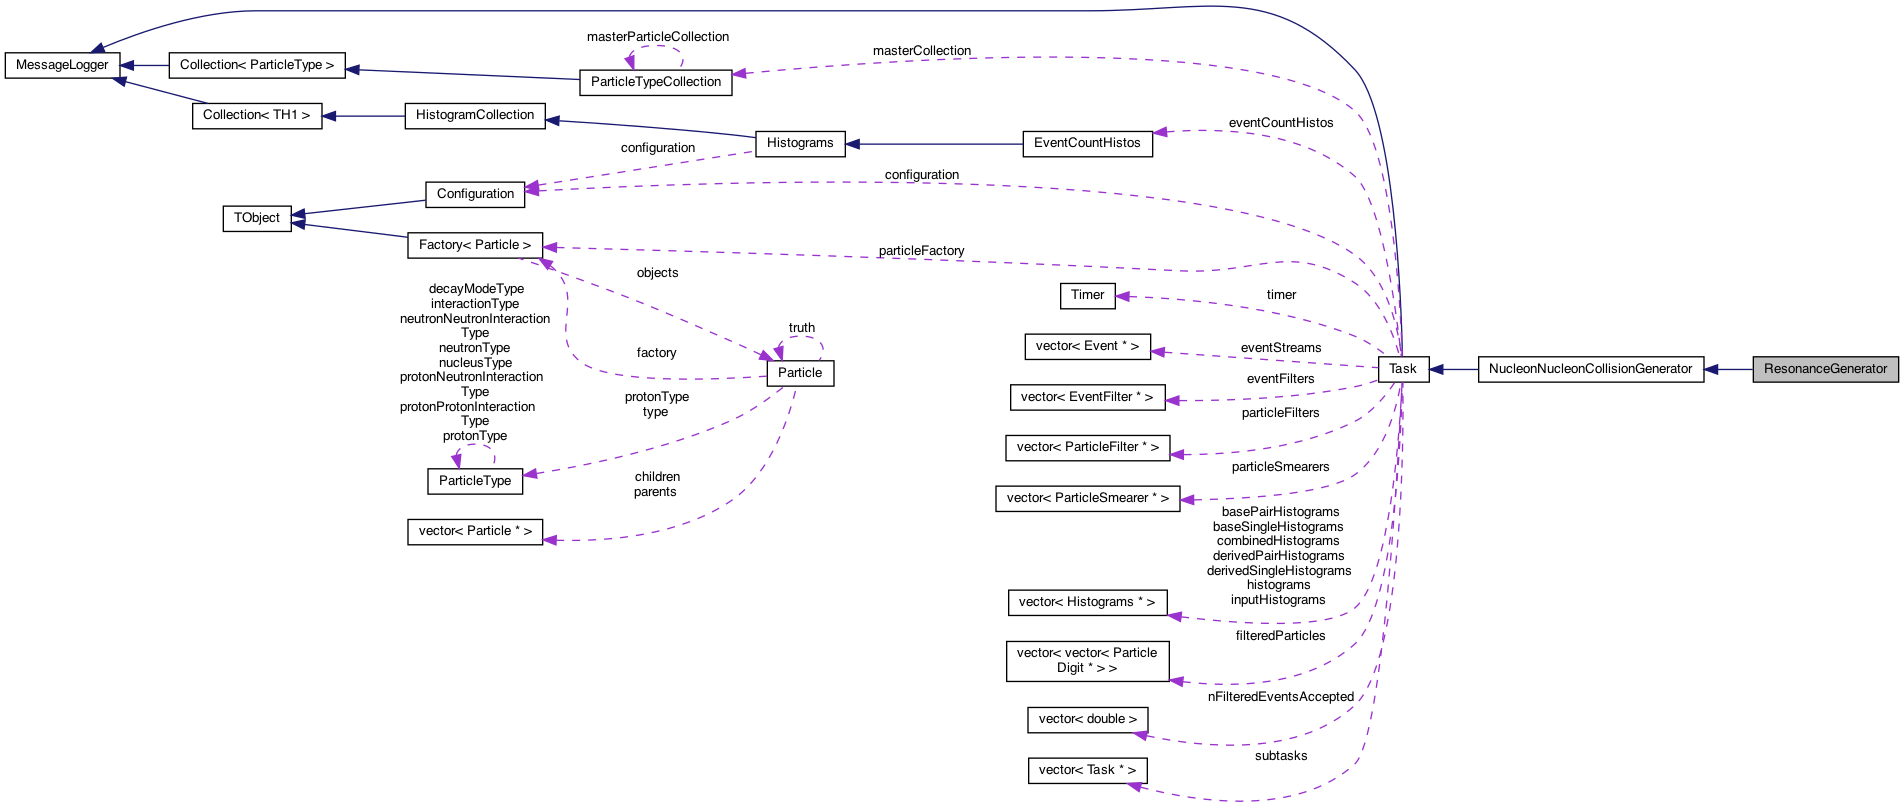 masterParticleCollection
masterCollection
MessageLogger
Collection< ParticleType >
ParticleTypeCollection
Collection< TH1 >
HistogramCollection
eventCountHistos
Histograms
EventCountHistos
configuration
configuration
Configuration
TObject
Factory< Particle >
particleFactory
objects
decayModeType
interactionType
neutronNeutronInteraction
Type
neutronType
nucleusType
protonNeutronInteraction
Type
protonProtonInteraction
Type
protonType
Timer
timer
truth
factory
Particle
protonType
type
ParticleType
children
parents
vector< Particle * >
vector< Event * >
eventStreams
Task
NucleonNucleonCollisionGenerator
ResonanceGenerator
eventFilters
vector< EventFilter * >
particleFilters
vector< ParticleFilter * >
particleSmearers
vector< ParticleSmearer * >
basePairHistograms
baseSingleHistograms
combinedHistograms
derivedPairHistograms
derivedSingleHistograms
histograms
inputHistograms
vector< Histograms * >
filteredParticles
vector< vector< Particle
Digit * > >
nFilteredEventsAccepted
vector< double >
subtasks
vector< Task * >